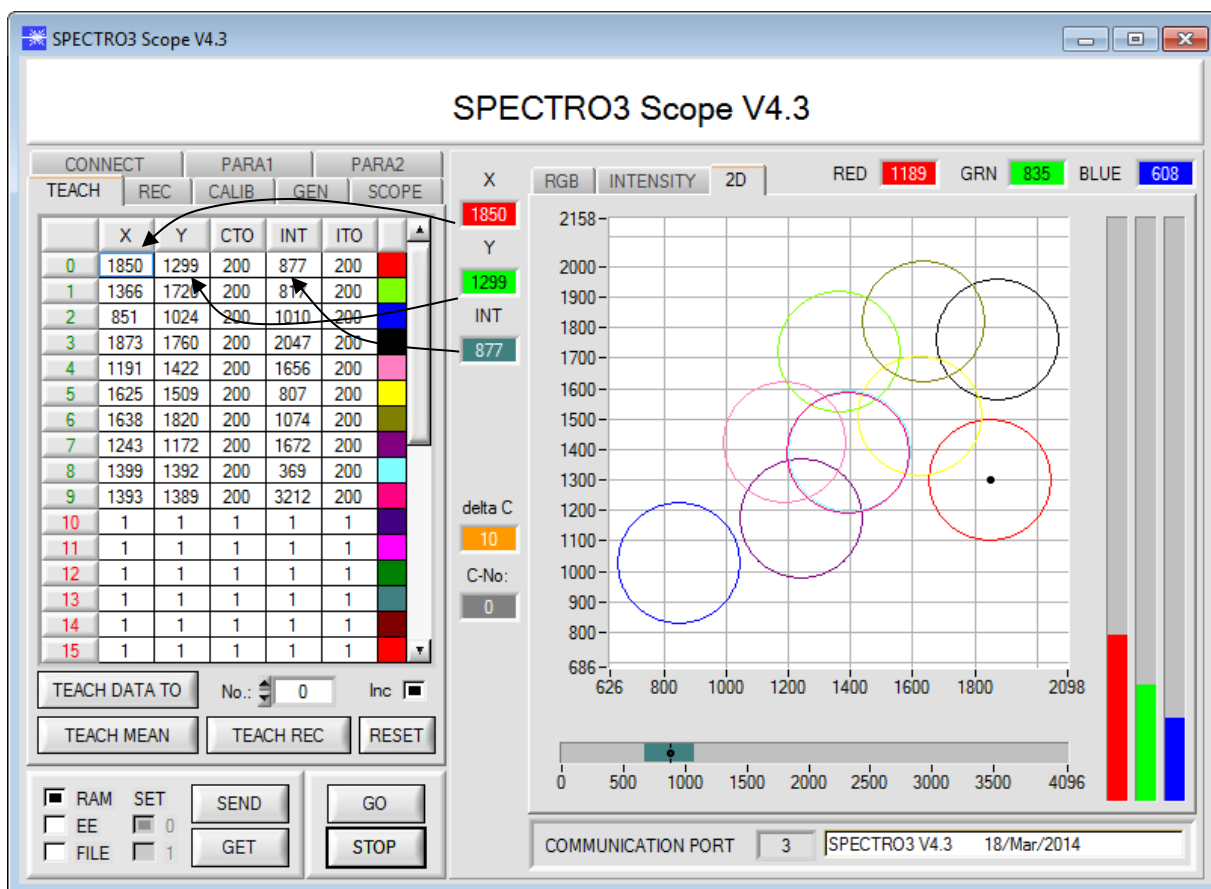 SPECTRO3 Scope V4.3
SPECTRO3 Scope V4.3
CONNECT PARA1 PARA2
TEACH REC CALIB GEN SCOPE
X Y CTO INT ITO
0 1850 1299 200 877 200
1 1366 1720 200 200
2 851 1024 200 1010 200
3 1873 1760 200 2047 200
4 1191 1422 200 1656 200
5 1625 1509 200 807 200
6 1638 1820 200 1074 200
7 1243 1172 200 1672 200
8 1399 1392 200 369 200
9 1393 1389 200 3212 200
10 1 1 1 1 1
11 1 1 1 1 1
12 1 1 1 1 1
13 1 1 1 1 1
14 1 1 1 1 1
15 1 1 1 1 1
TEACH DATA TO No.: 0 Inc
TEACH MEAN TEACH REC RESET
RAM SET SEND GO
EE 0
FILE 1 GET STOP
X
1850
Y
1299
INT
877
delta C
10
C-No:
0
RGB INTENSITY 2D RED 1189 GRN 835 BLUE 608
2158
2000
1900
1800
1700
1600
1500
1400
1300
1200
1100
1000
900
800
686
626 800 1000 1200 1400 1600 1800 2098
0 500 1000 1500 2000 2500 3000 3500 4096
COMMUNICATION PORT 3 SPECTRO3 V4.3 18/Mar/2014